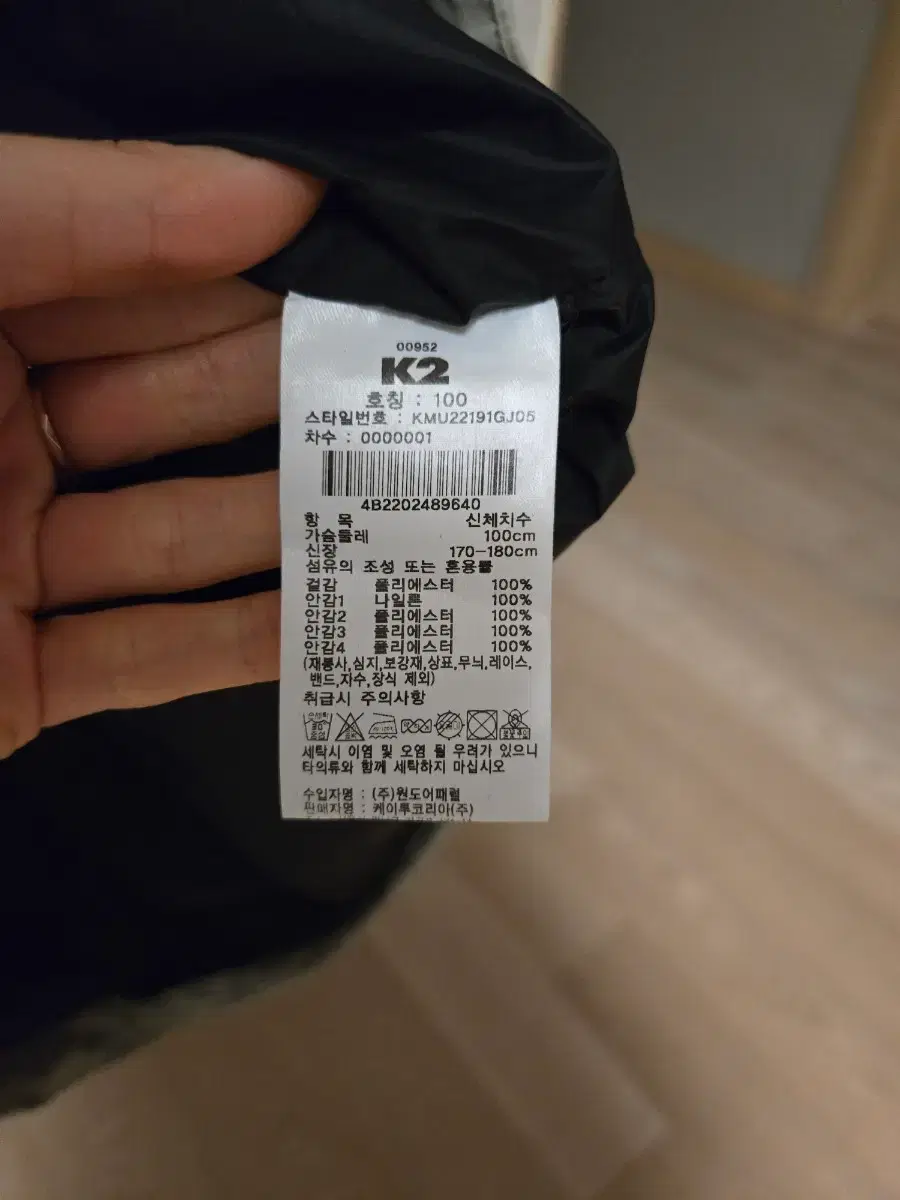 00952
K2
호칭 : 100
스타일번호 : KMU22191GJ05
차수 : 0000001
4B2202489640
항 목 신체치수
가슴둘레 100cm
신장 170-180cm
섬유의 조성 또는 혼용률
겉감 폴리에스터 100%
안감1 나일론 100%
안감2 폴리에스터 100%
안감3 폴리에스터 100%
안감4 폴리에스터 100%
(재봉사,심지,보강재,상표,무늬,레이스,
밴드,자수,장식 제외)
취급시 주의사항
세탁시 이염 및 오염 될 우려가 있으니
타의류와 함께 세탁하지 마십시오
수입자명 : (주)원도어패럴
판매자명 : 케이투코리아(주)